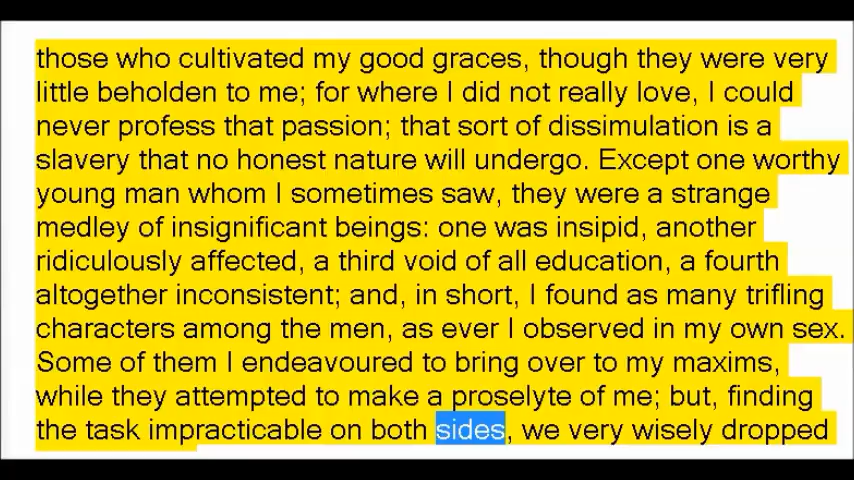 those who cultivated my good graces, though they were very
little beholden to me; for where I did not really love, I could
never profess that passion; that sort of dissimulation is a
slavery that no honest nature will undergo. Except one worthy
young man whom I sometimes saw, they were a strange
medley of insignificant beings: one was insipid, another
ridiculously affected, a third void of all education, a fourth
altogether inconsistent; and, in short, I found as many trifling
characters among the men, as ever I observed in my own sex.
Some of them I endeavoured to bring over to my maxims,
while they attempted to make a proselyte of me; but, finding
the task impracticable on both sides, we very wisely dropped